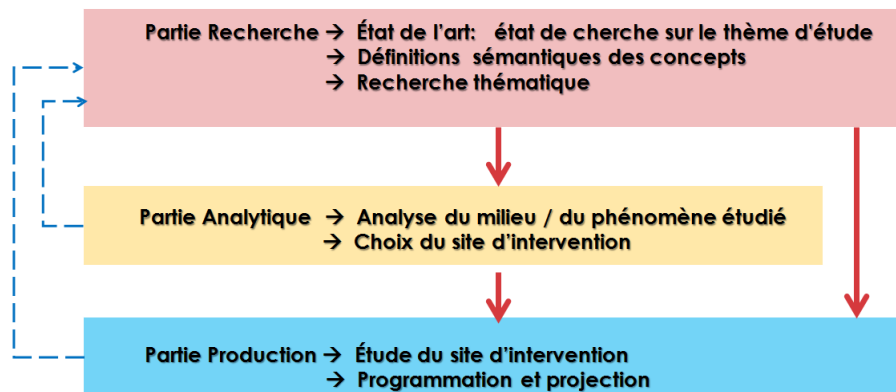 Partie Recherche → État de l'art: état de cherche sur le thème d'étude
→ Définitions sémantiques des concepts
→ Recherche thématique
Partie Analytique → Analyse du milieu / du phénomène étudié
→ Choix du site d'intervention
Partie Production → Étude du site d'intervention
→ Programmation et projection